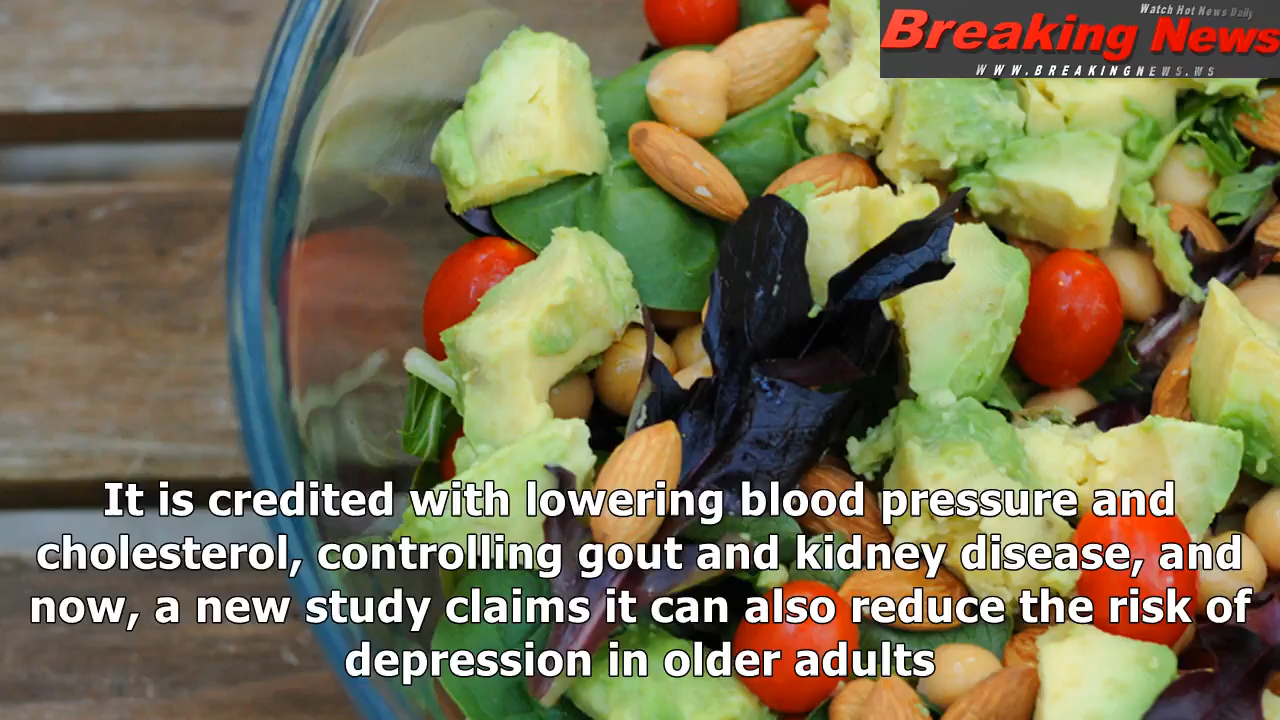 Watch Hot News Daily
Breaking News
WWW.BREAKINGNEWS.WS
It is credited with lowering blood pressure and
cholesterol, controlling gout and kidney disease, and
now, a new study claims it can also reduce the risk of
depression in older adults